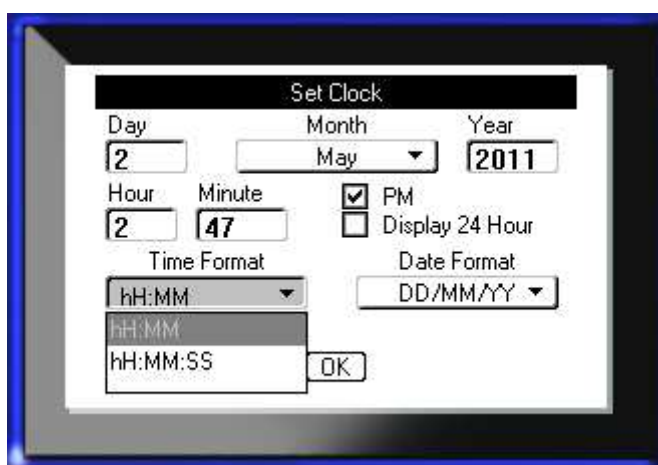 Set Clock
Day Month Year
2 May 2011
Hour Minute PM
2 47 Display 24 Hour
Time Format Date Format
hH:MM DD/MM/YY
hH:MM
hH:MM:SS
OK